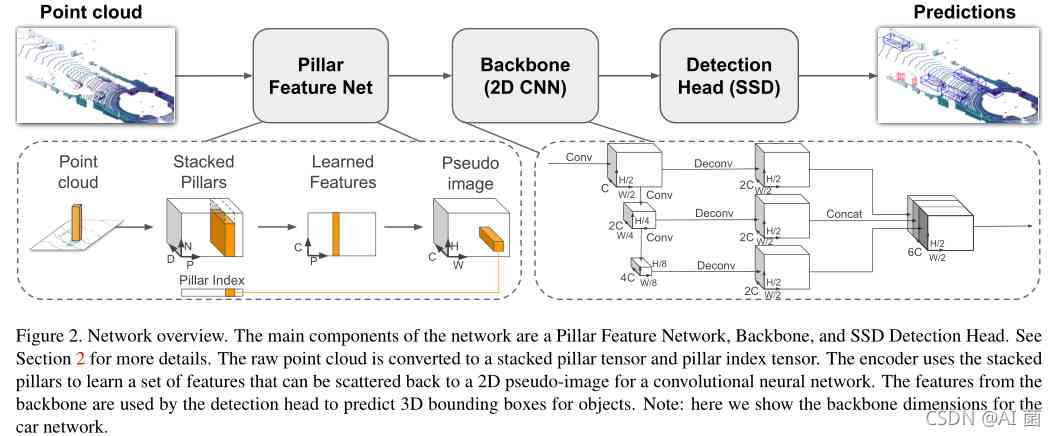 Point cloud
Predictions
Pillar
Feature Net
Backbone
(2D CNN)
Detection
Head (SSD)
Point
cloud
Stacked
Pillars
Learned
Features
Pseudo
image
D
N
P
C
P
C
H
W
Pillar Index
Conv
C
H/2
W/2
Conv
2C
H/4
W/4
Conv
4C
H/8
W/8
Deconv
2C
H/2
W/2
Deconv
2C
H/2
W/2
Deconv
2C
H/2
W/2
Concat
6C
H/2
W/2
Figure 2. Network overview. The main components of the network are a Pillar Feature Network, Backbone, and SSD Detection Head. See
Section 2 for more details. The raw point cloud is converted to a stacked pillar tensor and pillar index tensor. The encoder uses the stacked
pillars to learn a set of features that can be scattered back to a 2D pseudo-image for a convolutional neural network. The features from the
backbone are used by the detection head to predict 3D bounding boxes for objects. Note: here we show the backbone dimensions for the
car network.
CSDN @AI 菌